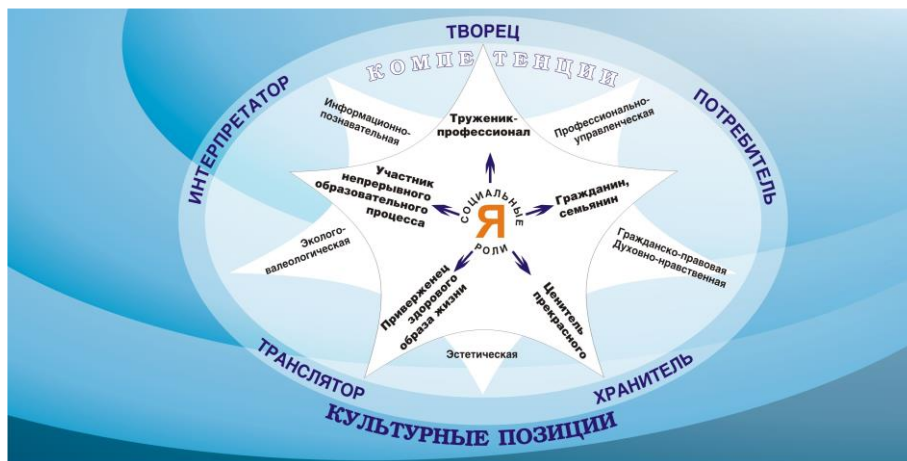 ТВОРЕЦ
КОМПЕТЕНЦИИ
ИНТЕРПРЕТАТОР
ПОТРЕБИТЕЛЬ
Информационно-
познавательная
Труженик-
профессионал
Профессионально-
управленческая
Участник
непрерывного
образовательного
процесса
СОЦИАЛЬНЫЕ
Я
РОЛИ
Гражданин,
семьянин
Эколого-
валеологическая
Гражданско-правовая
Духовно-нравственная
Приверженец
здорового
образа жизни
Ценитель
прекрасного
Эстетическая
ТРАНСЛЯТОР
ХРАНИТЕЛЬ
КУЛЬТУРНЫЕ ПОЗИЦИИ